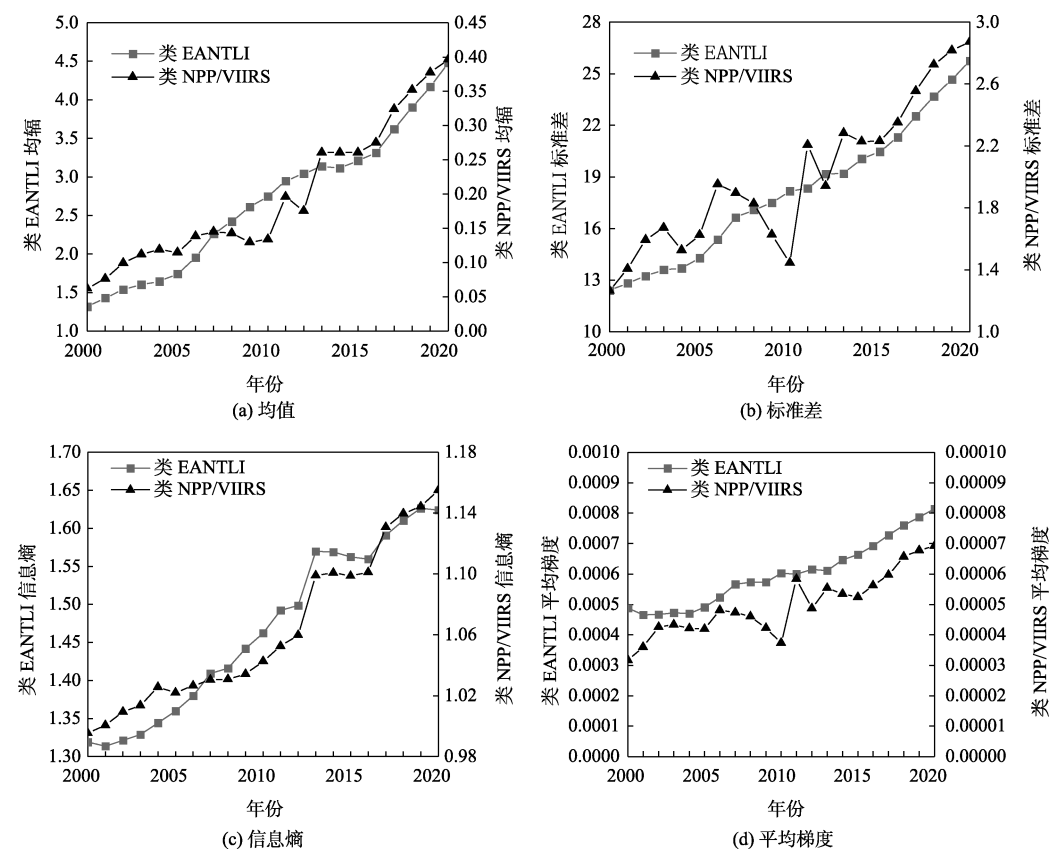 5.0
4.5
4.0
3.5
3.0
2.5
2.0
1.5
1.0
类 EANTLI 均辐
类 EANTLI
类 NPP/VIIRS
0.45
0.40
0.35
0.30
0.25
0.20
0.15
0.10
0.05
0.00
类 NPP/VIIRS 均辐
2000 2005 2010 2015 2020
年份
(a) 均值
28
25
22
19
16
13
10
类 EANTLI 标准差
类 EANTLI
类 NPP/VIIRS
3.0
2.6
2.2
1.8
1.4
1.0
类 NPP/VIIRS 标准差
2000 2005 2010 2015 2020
年份
(b) 标准差
1.70
1.65
1.60
1.55
1.50
1.45
1.40
1.35
1.30
类 EANTLI 信息熵
类 EANTLI
类 NPP/VIIRS
1.18
1.14
1.10
1.06
1.02
0.98
类 NPP/VIIRS 信息熵
2000 2005 2010 2015 2020
年份
(c) 信息熵
0.0010
0.0009
0.0008
0.0007
0.0006
0.0005
0.0004
0.0003
0.0002
0.0001
0.0000
类 EANTLI 平均梯度
类 EANTLI
类 NPP/VIIRS
0.00010
0.00009
0.00008
0.00007
0.00006
0.00005
0.00004
0.00003
0.00002
0.00001
0.00000
类 NPP/VIIRS 平均梯度
2000 2005 2010 2015 2020
年份
(d) 平均梯度